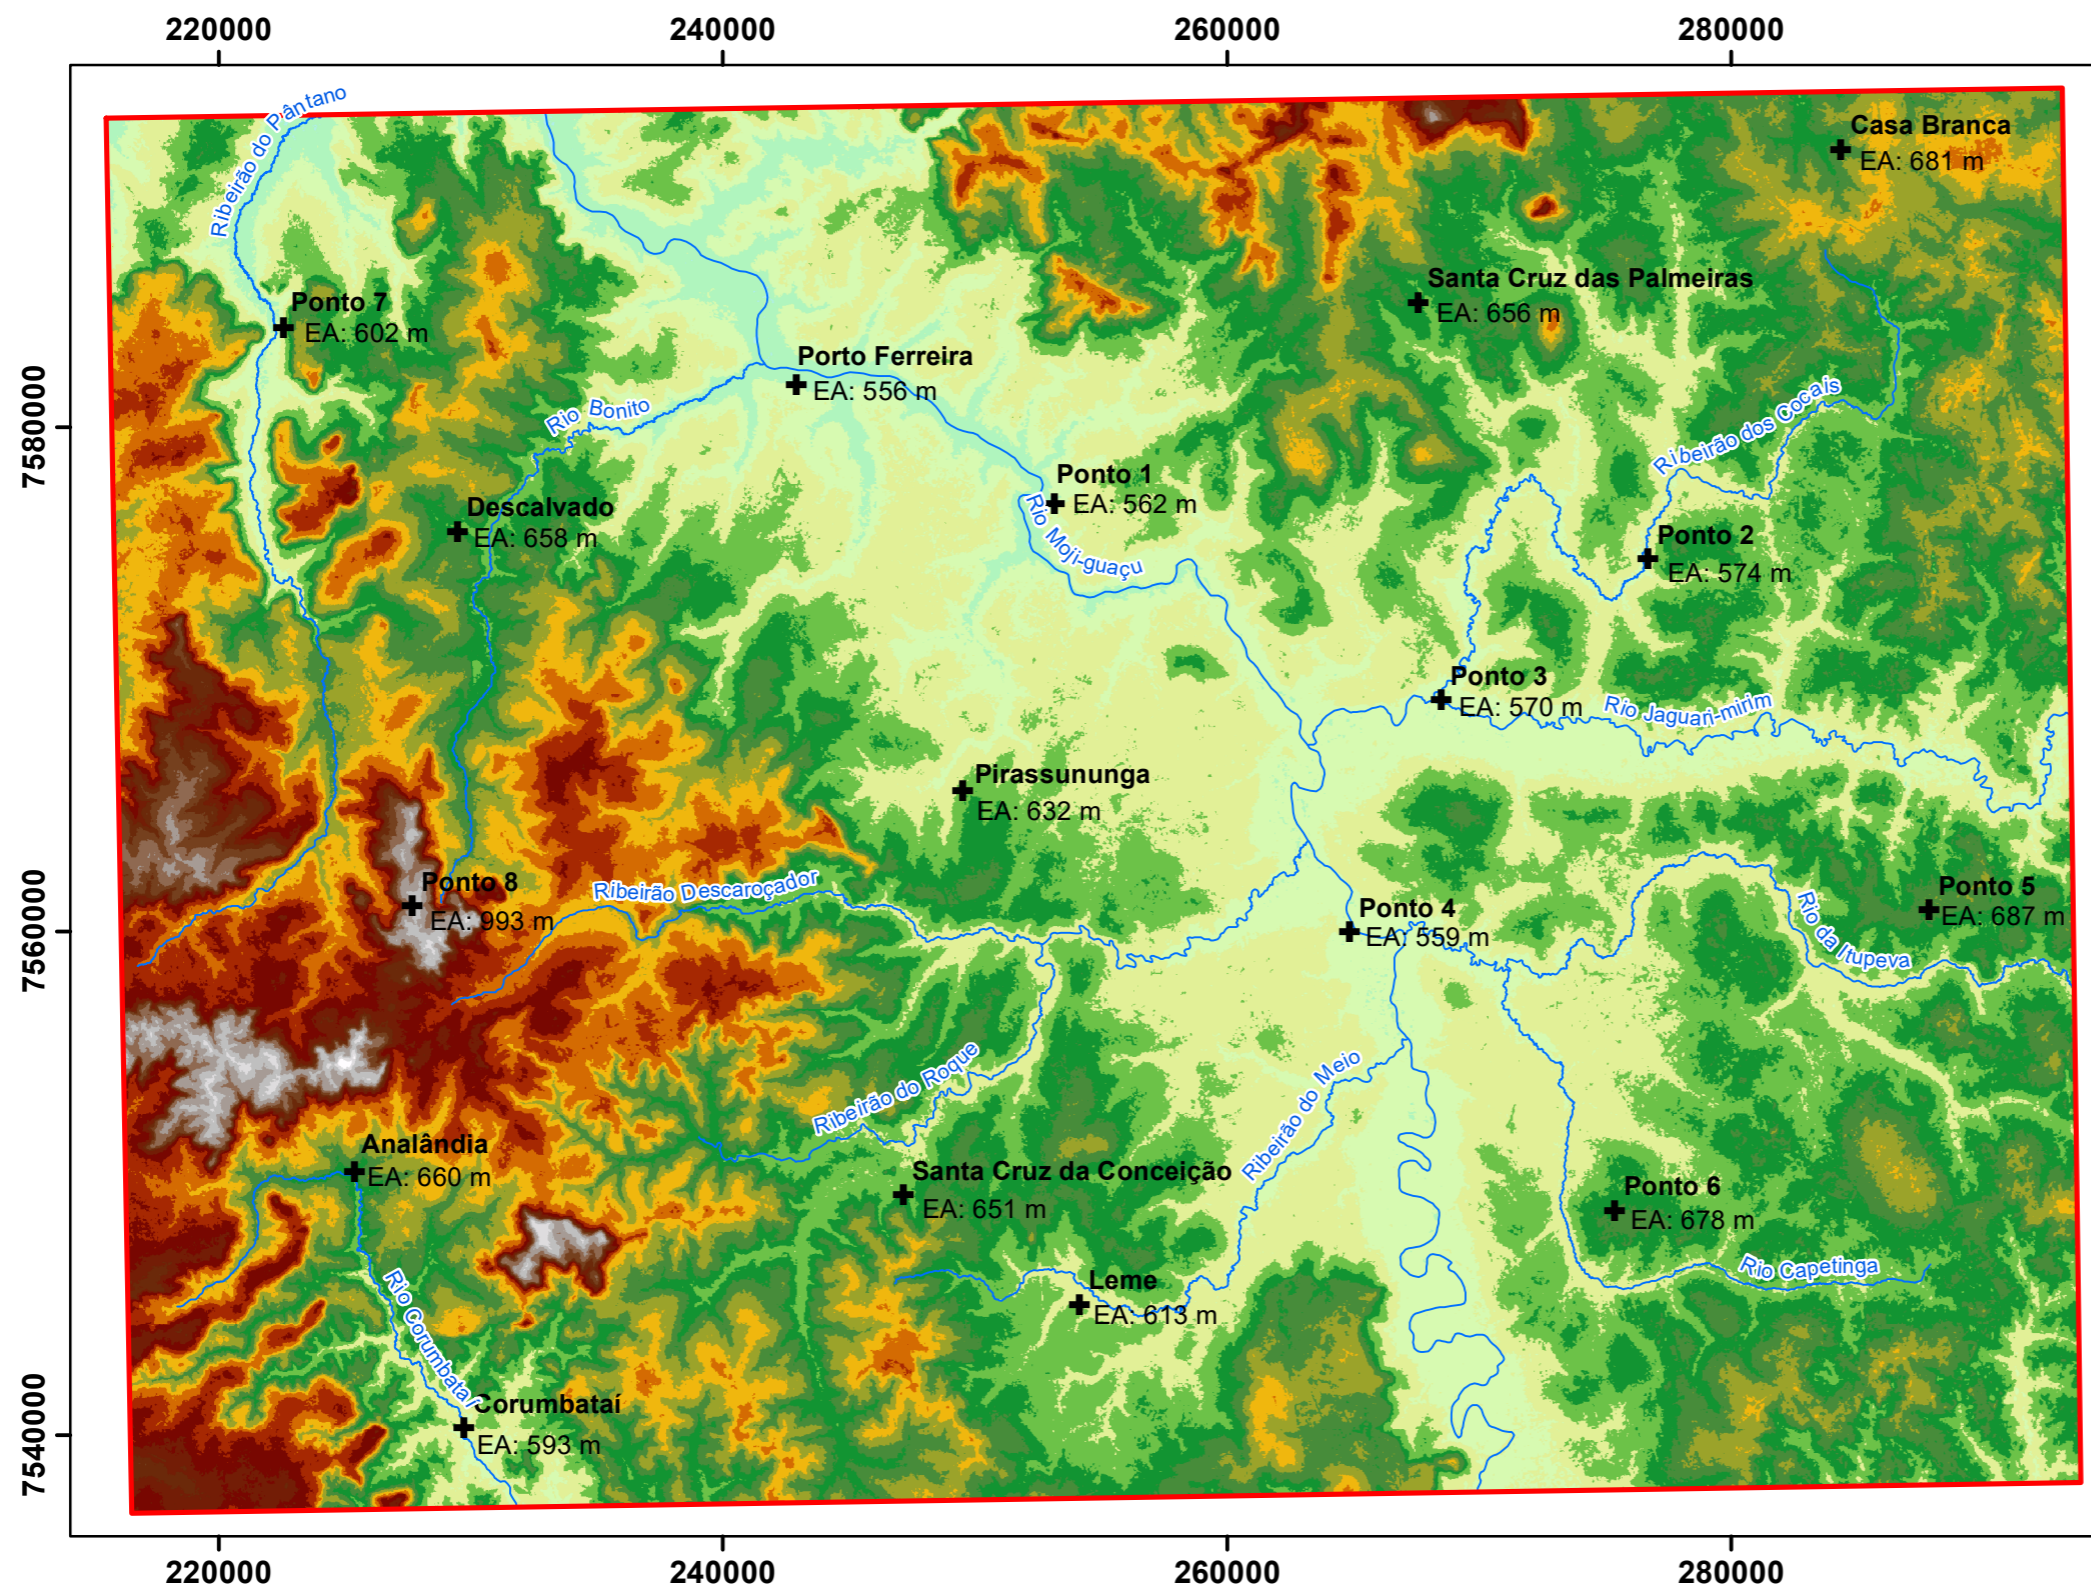 220000
240000
260000
280000
Ribeirão do Pântano
Casa Branca
EA: 681 m
Santa Cruz das Palmeiras
EA: 656 m
Ponto 7
EA: 602 m
Porto Ferreira
EA: 556 m
7580000
Rio Bonito
Ribeirão dos Cocais
Ponto 1
EA: 562 m
Descalvado
EA: 658 m
Rio Moji-guaçu
Ponto 2
EA: 574 m
Ponto 3
EA: 570 m
Rio Jaguari-mirim
Pirassununga
EA: 632 m
Ponto 8
EA: 993 m
Ribeirão Descaroçador
Ponto 4
EA: 559 m
Ponto 5
EA: 687 m
Rio da Itupeva
7560000
Ribeirão do Roque
Ribeirão do Meio
Analândia
EA: 660 m
Santa Cruz da Conceição
EA: 651 m
Ponto 6
EA: 678 m
Rio Capetinga
Leme
EA: 613 m
Rio Corumbataí
Corumbataí
EA: 593 m
7540000
220000
240000
260000
280000